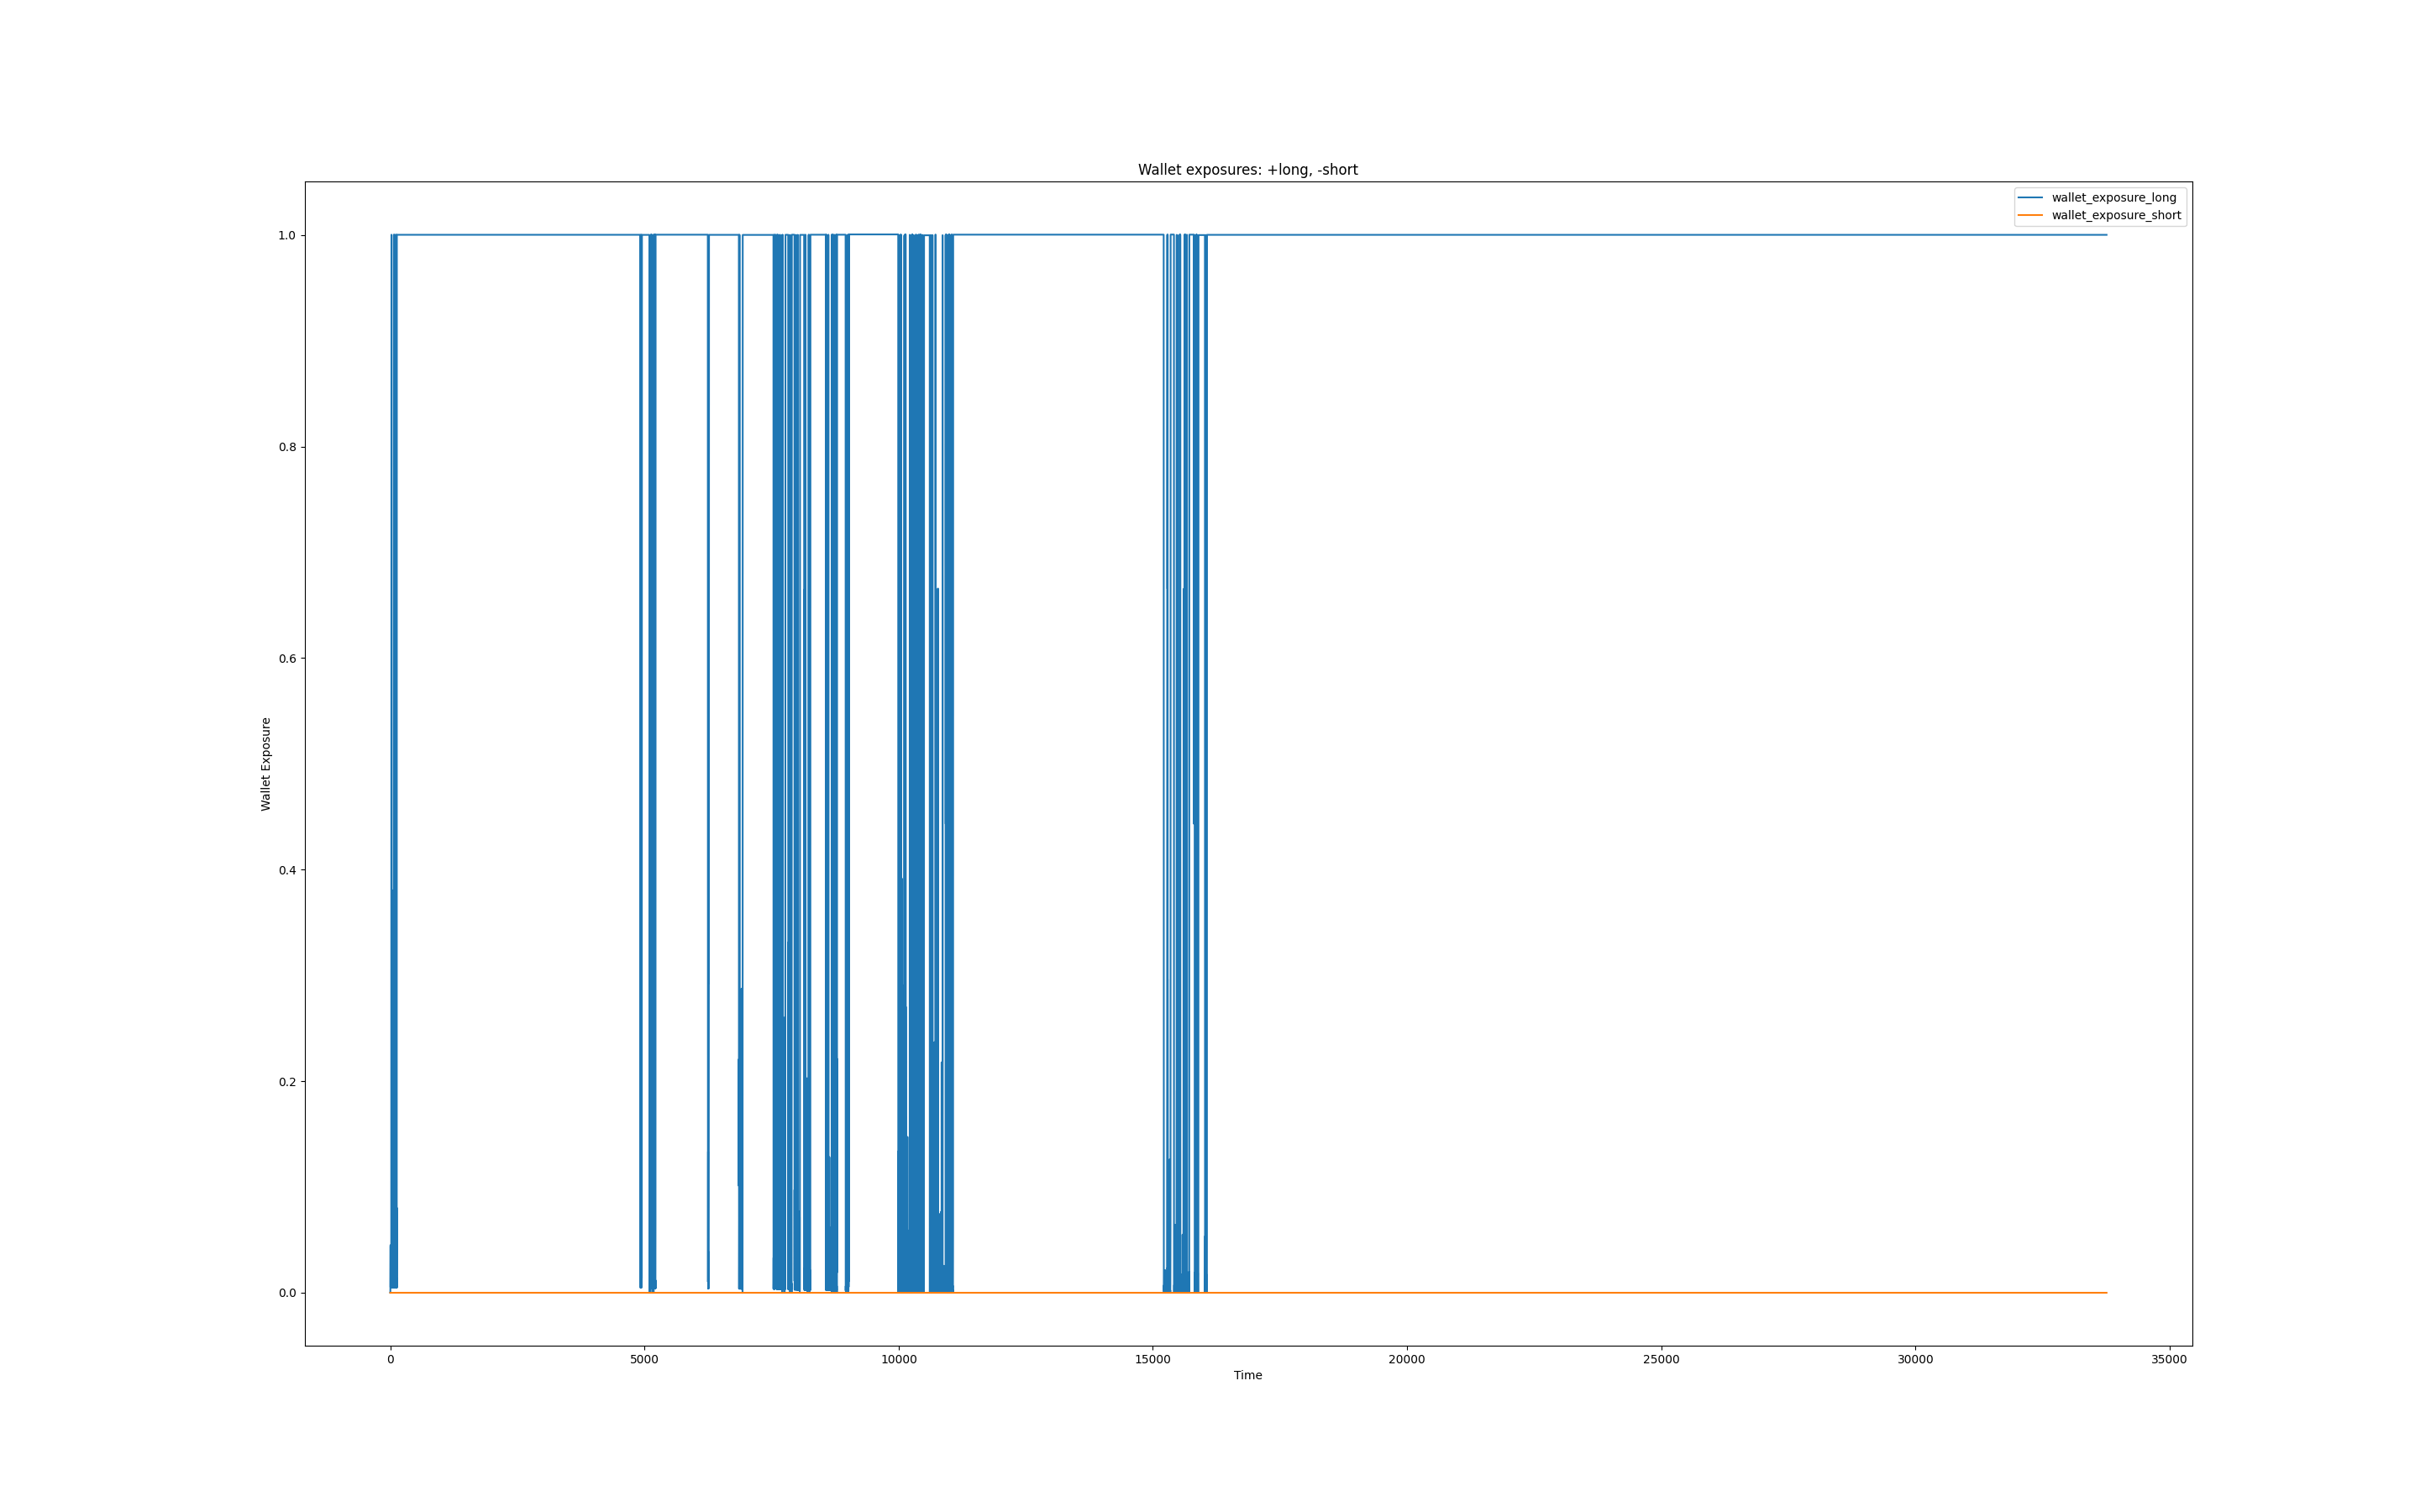 Wallet exposures: +long, -short
wallet_exposure_long
wallet_exposure_short
1.0
0.8
0.6
0.4
0.2
0.0
Wallet Exposure
0 5000 10000 15000 20000 25000 30000 35000
Time